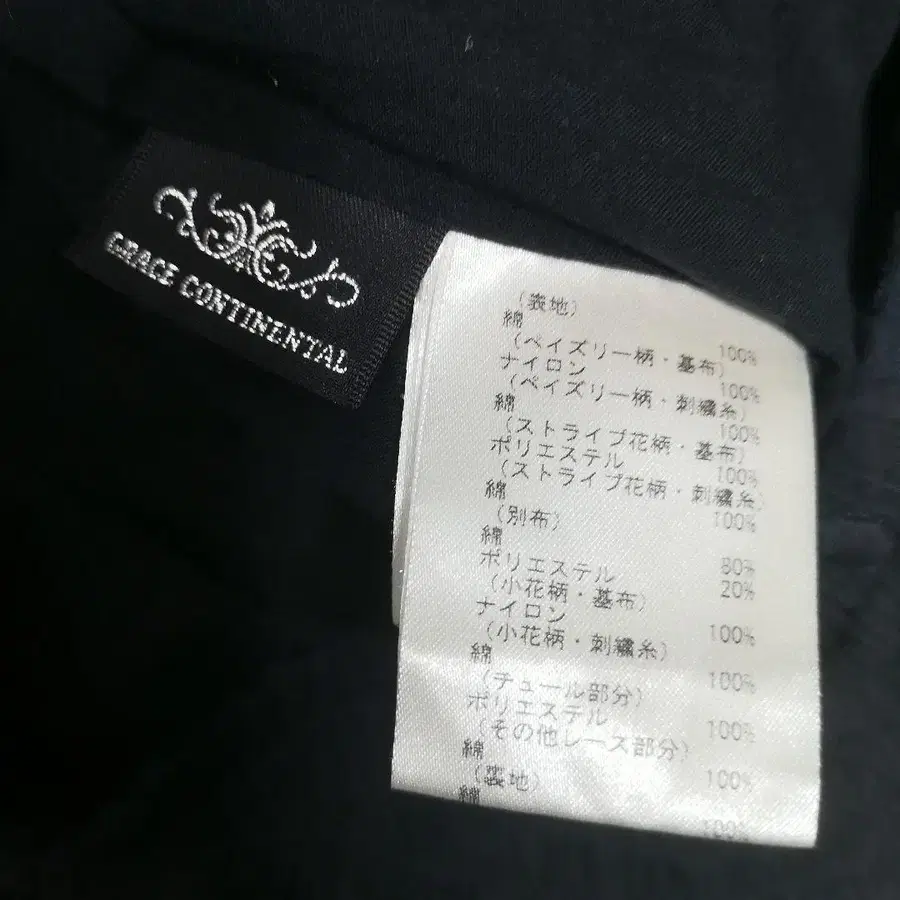 GRACE CONTINENTAL
(表地)
綿 100%
(ペイズリー柄・基布)
ナイロン 100%
(ペイズリー柄・刺繍糸)
綿 100%
(ストライプ花柄・基布)
ポリエステル 100%
(ストライプ花柄・刺繍糸)
綿 100%
(別布)
綿 80%
ポリエステル 20%
(小花柄・基布)
ナイロン 100%
(小花柄・刺繍糸)
綿 100%
(チュール部分)
ポリエステル 100%
(その他レース部分)
綿 100%
(裏地)
綿 100%